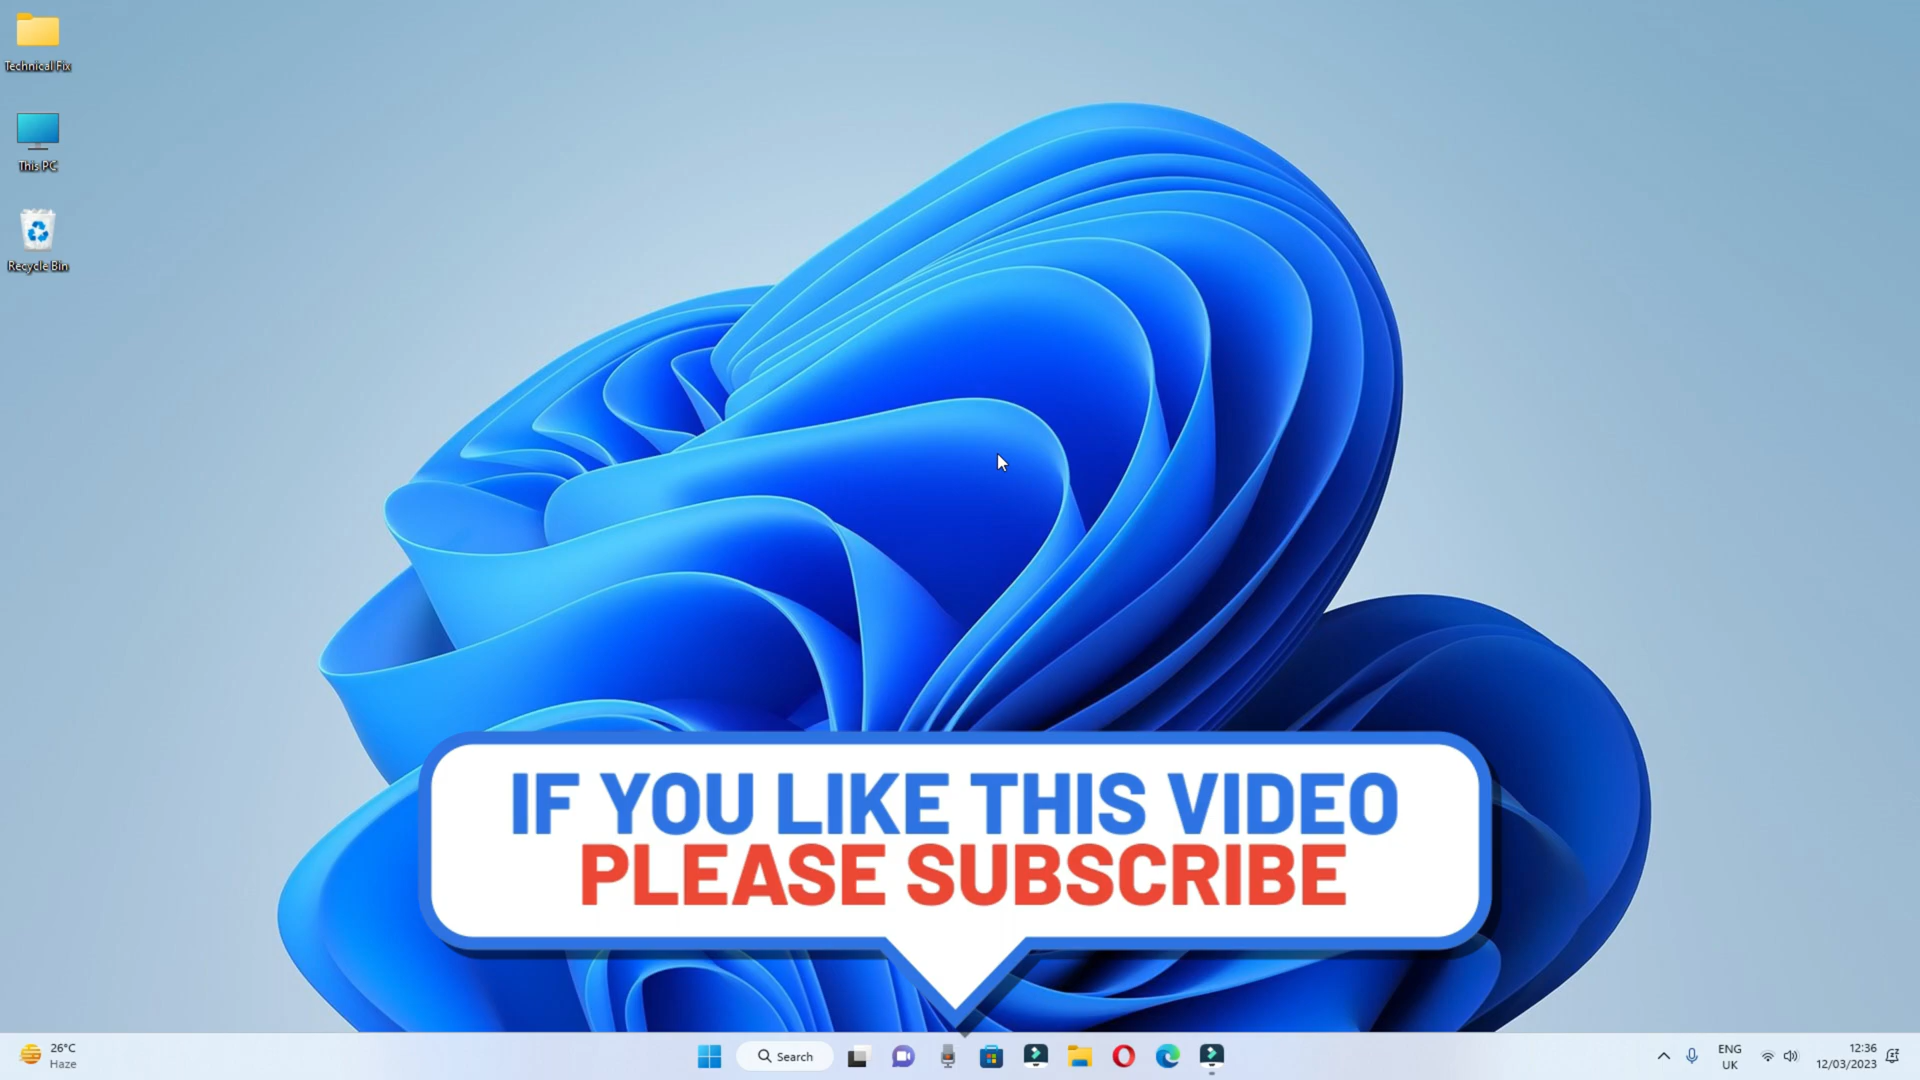 Technical Fix
This PC
Recycle Bin
IF YOU LIKE THIS VIDEO
PLEASE SUBSCRIBE
26°C
Haze
Search
ENG
UK
12:36
12/03/2023